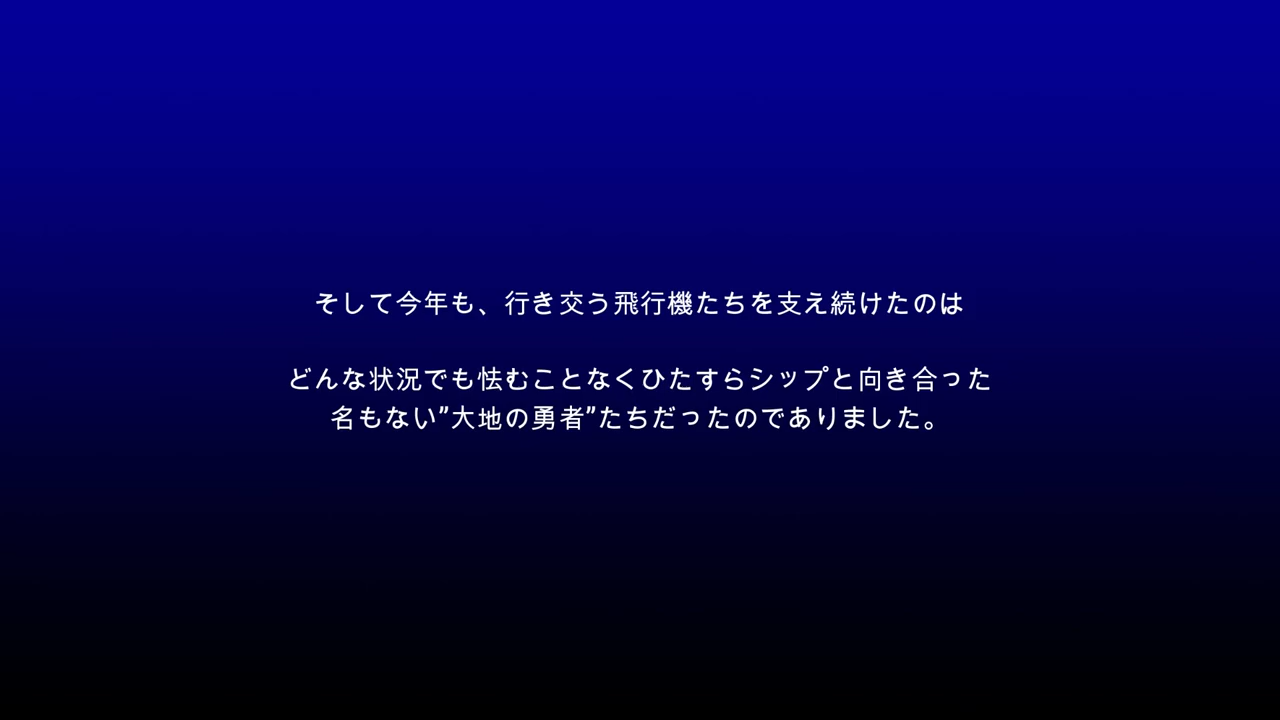 そして今年も、行き交う飛行機たちを支え続けたのは
どんな状況でも怯むことなくひたすらシップと向き合った
名もない"大地の勇者"たちだったのでありました。